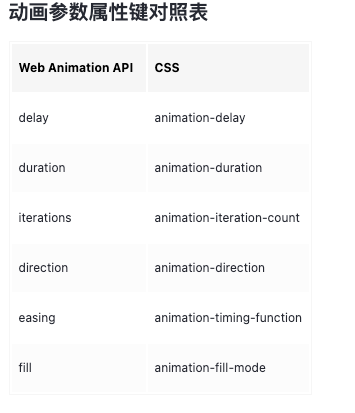 动画参数属性键对照表
Web Animation API CSS
delay animation-delay
duration animation-duration
iterations animation-iteration-count
direction animation-direction
easing animation-timing-function
fill animation-fill-mode